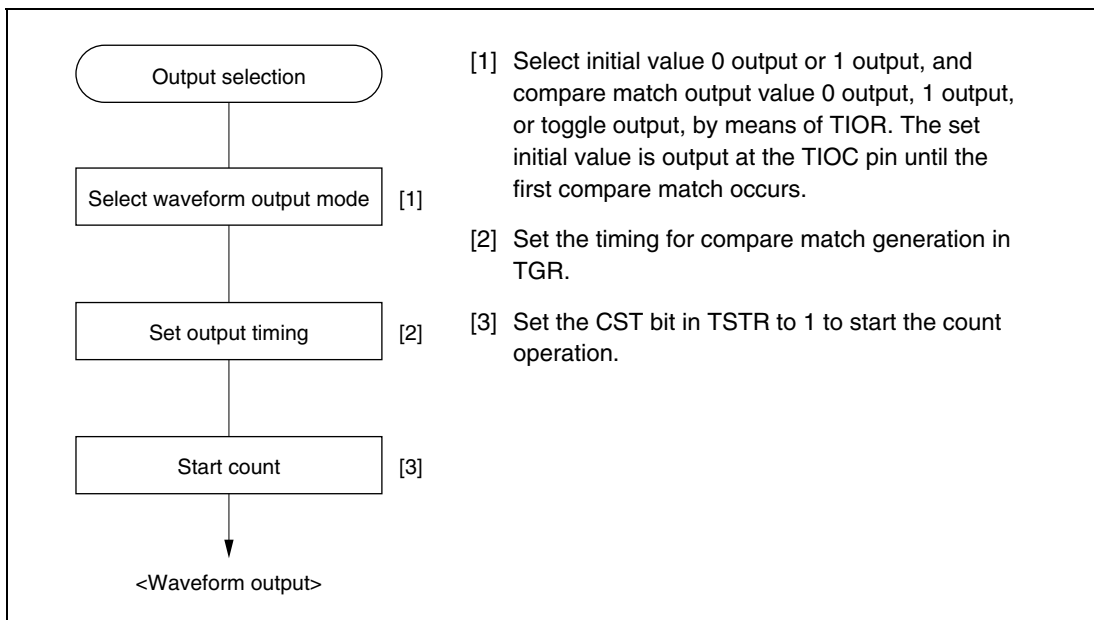 Output selection
Select waveform output mode [1]
Set output timing [2]
Start count [3]
<Waveform output>
[1] Select initial value 0 output or 1 output, and
compare match output value 0 output, 1 output,
or toggle output, by means of TIOR. The set
initial value is output at the TIOC pin until the
first compare match occurs.
[2] Set the timing for compare match generation in
TGR.
[3] Set the CST bit in TSTR to 1 to start the count
operation.